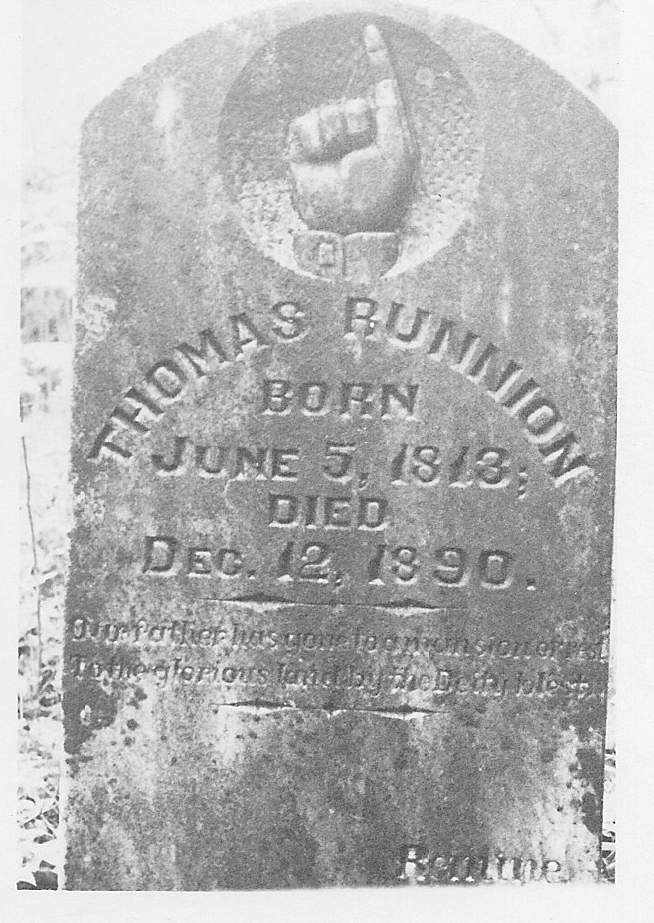 THOMAS RUNNION
BORN
JUNE 5, 1813;
DIED
DEC. 12, 1890.
Our father has gone to a mansion of rest
To the glorious land by the Deity blest.
Remine